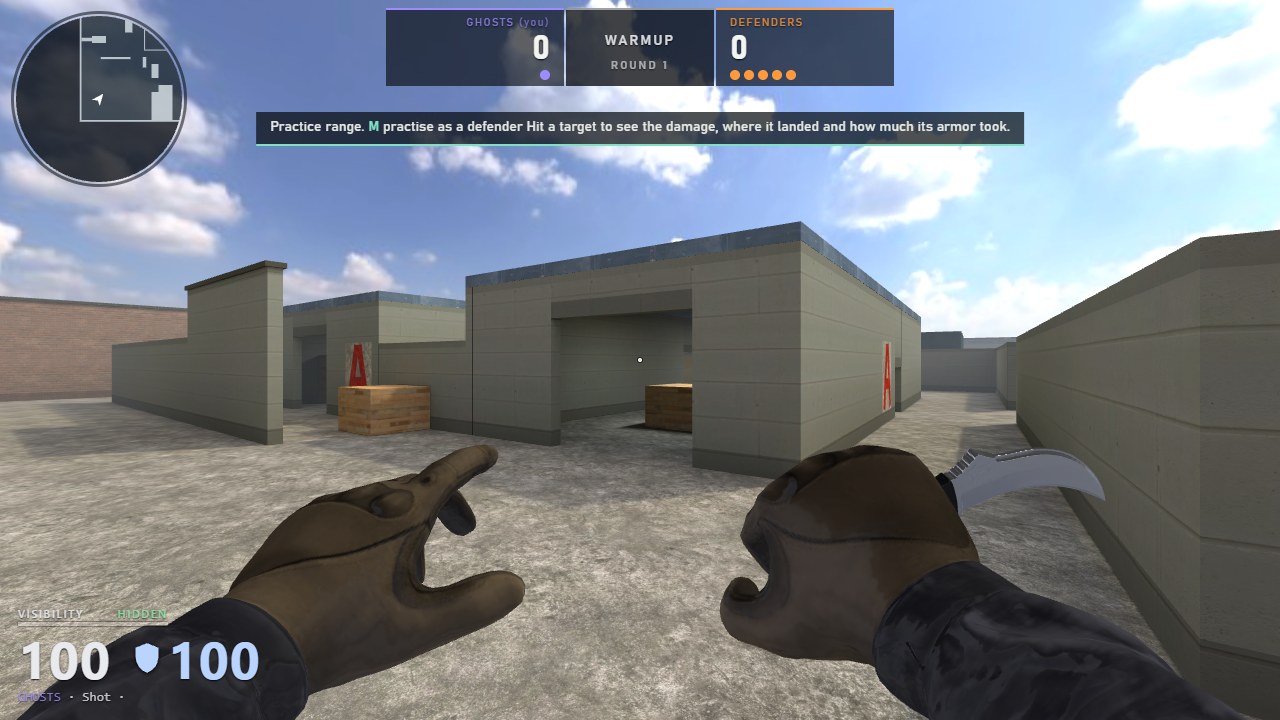 GHOSTS (you)
0
WARMUP
ROUND 1
DEFENDERS
0
Practice range. M practise as a defender Hit a target to see the damage, where it landed and how much its armor took.
A
A
VISIBILITY HIDDEN
100 100
GHOSTS · Shot ·